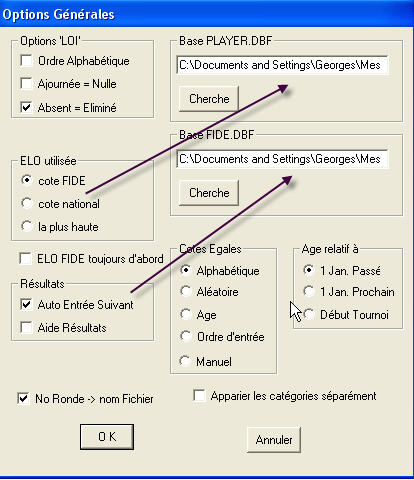 Options Générales
Options 'LOI'
Ordre Alphabétique
Ajournée = Nulle
Absent = Eliminé
Base PLAYER.DBF
C:\Documents and Settings\Georges\Mes
Cherche
Base FIDE.DBF
C:\Documents and Settings\Georges\Mes
Cherche
ELO utilisée
cote FIDE
cote national
la plus haute
ELO FIDE toujours d'abord
Résultats
Auto Entrée Suivant
Aide Résultats
Cotes Egales
Alphabétique
Aléatoire
Age
Ordre d'entrée
Manuel
Age relatif à
1 Jan. Passé
1 Jan. Prochain
Début Tournoi
No Ronde -> nom Fichier
Apparier les catégories séparément
OK
Annuler